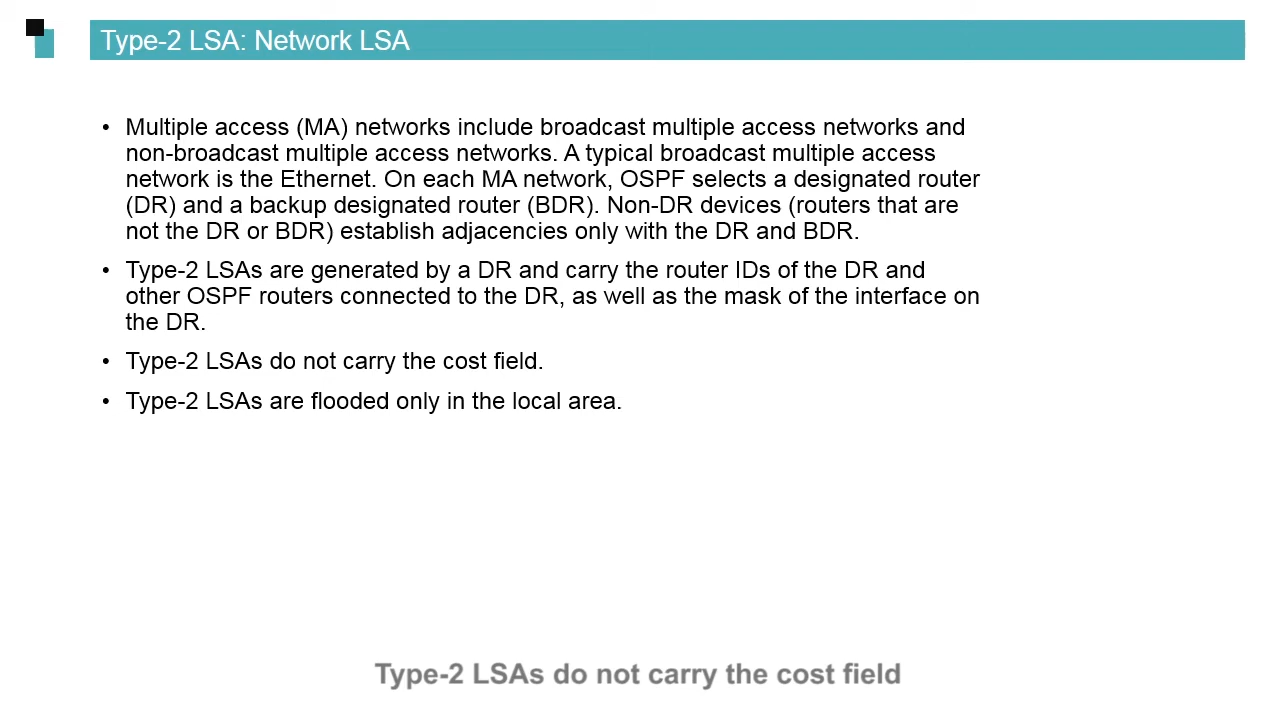 Type-2 LSA: Network LSA
• Multiple access (MA) networks include broadcast multiple access networks and
non-broadcast multiple access networks. A typical broadcast multiple access
network is the Ethernet. On each MA network, OSPF selects a designated router
(DR) and a backup designated router (BDR). Non-DR devices (routers that are
not the DR or BDR) establish adjacencies only with the DR and BDR.
• Type-2 LSAs are generated by a DR and carry the router IDs of the DR and
other OSPF routers connected to the DR, as well as the mask of the interface on
the DR.
• Type-2 LSAs do not carry the cost field.
• Type-2 LSAs are flooded only in the local area.
Type-2 LSAs do not carry the cost field